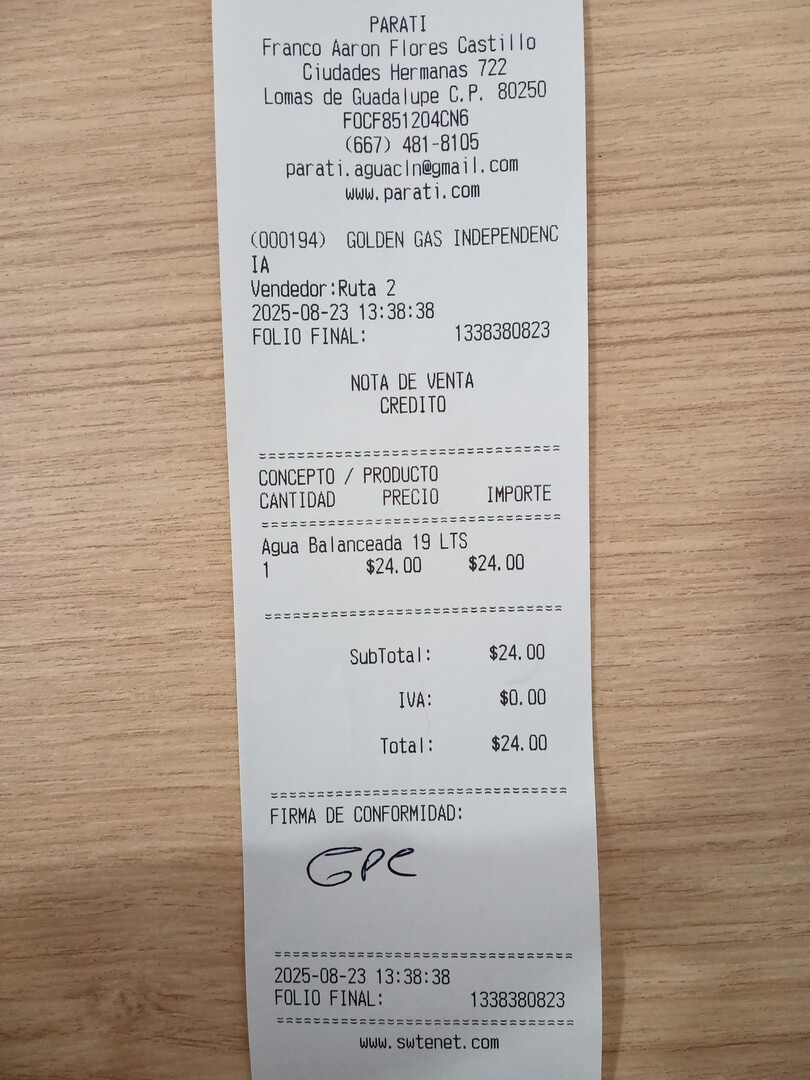 PARATI
Franco Aaron Flores Castillo
Ciudades Hermanas 722
Lomas de Guadalupe C.P. 80250
FOCF851204CN6
(667) 481-8105
parati.aguacln@gmail.com
www.parati.com
(000194) GOLDEN GAS INDEPENDENC
IA
Vendedor:Ruta 2
2025-08-23 13:38:38
FOLIO FINAL: 1338380823
NOTA DE VENTA
CREDITO
================================
CONCEPTO / PRODUCTO
CANTIDAD PRECIO IMPORTE
================================
Agua Balanceada 19 LTS
1 $24.00 $24.00
================================
SubTotal: $24.00
IVA: $0.00
Total: $24.00
================================
FIRMA DE CONFORMIDAD:
GPE
================================
2025-08-23 13:38:38
FOLIO FINAL: 1338380823
================================
www.swtenet.com